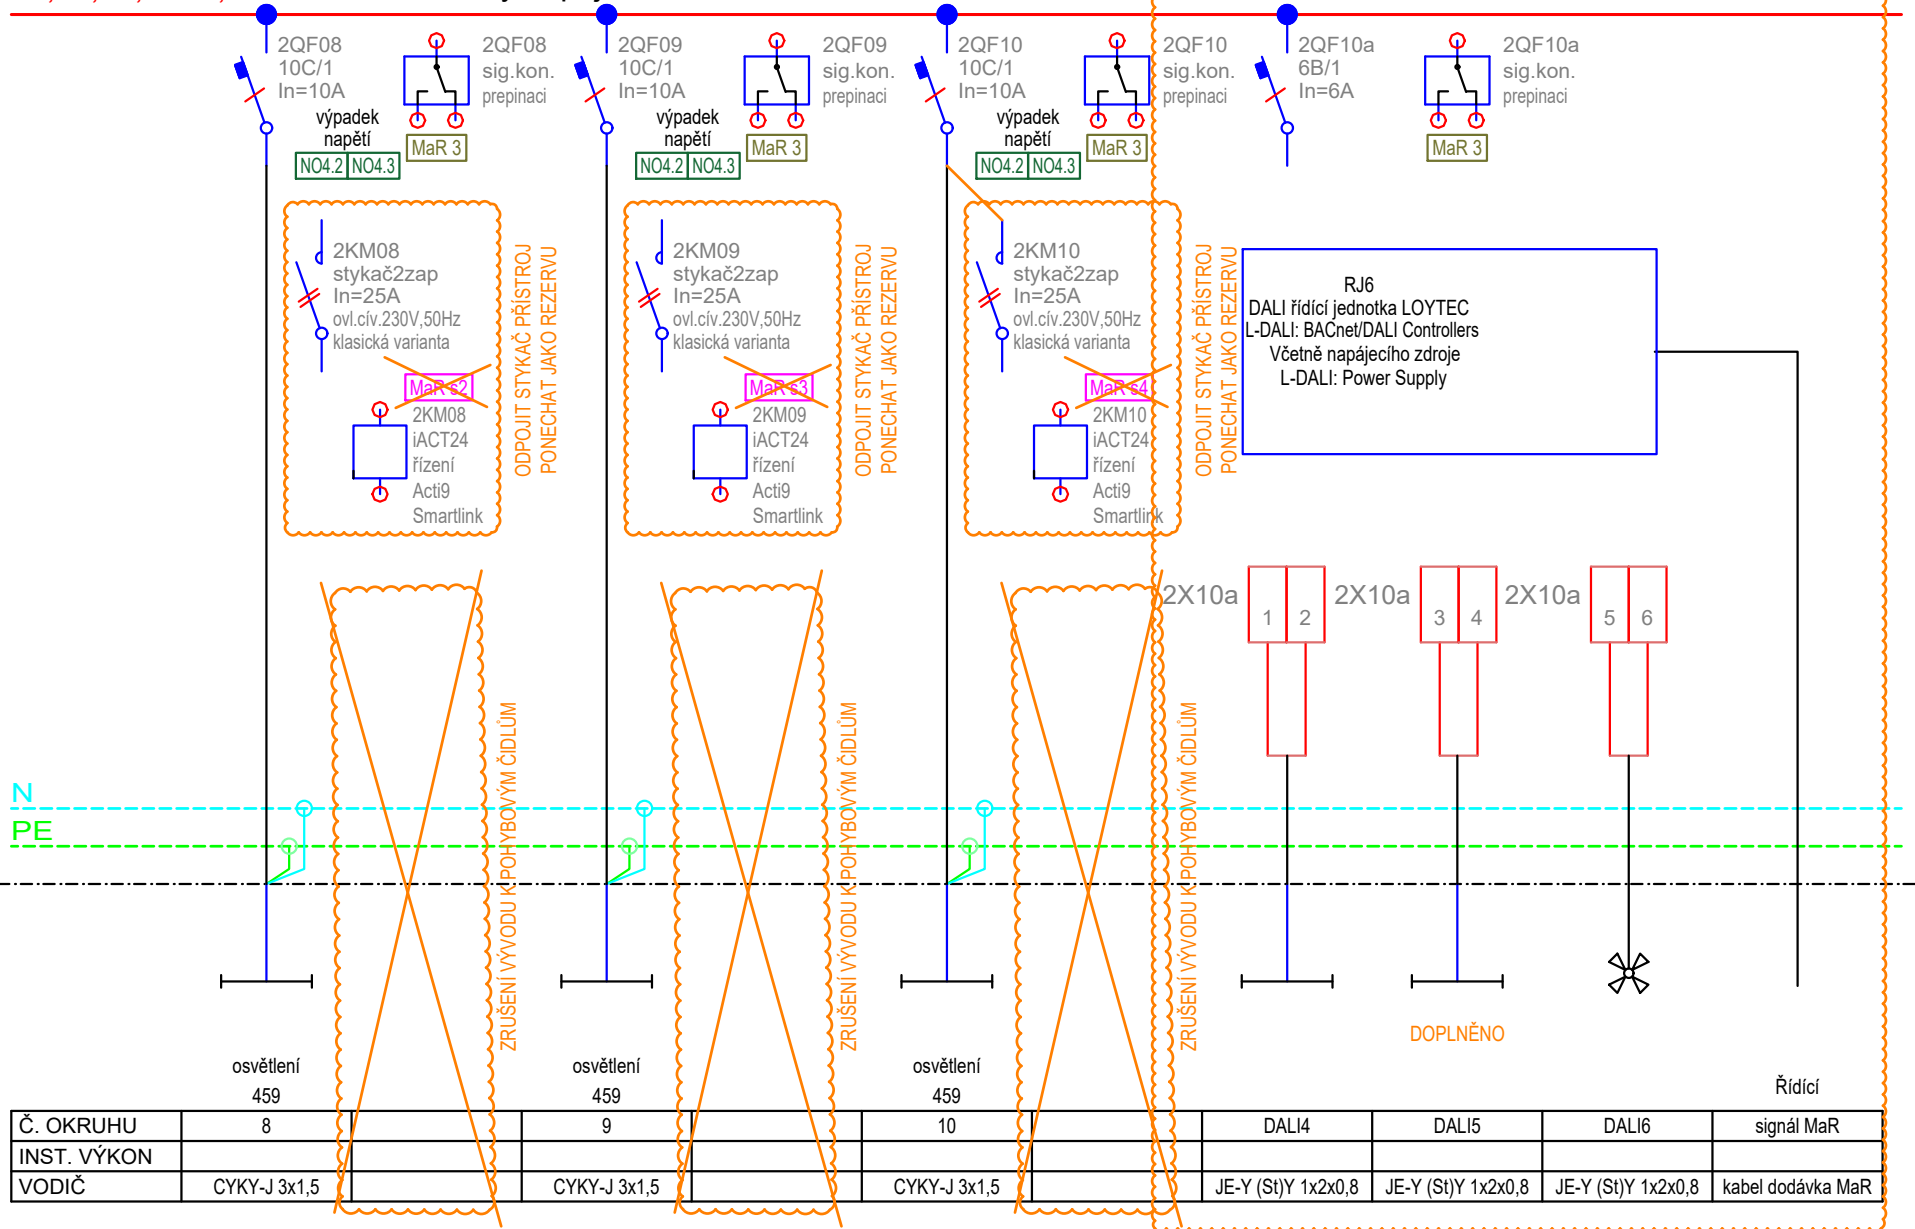 2QF08
10C/1
In=10A
výpadek
napětí
NO4.2 NO4.3
2QF08
sig.kon.
prepinaci
MaR 3
2QF09
10C/1
In=10A
výpadek
napětí
NO4.2 NO4.3
2QF09
sig.kon.
prepinaci
MaR 3
2QF10
10C/1
In=10A
výpadek
napětí
NO4.2 NO4.3
2QF10
sig.kon.
prepinaci
MaR 3
2QF10a
6B/1
In=6A
2QF10a
sig.kon.
prepinaci
MaR 3
2KM08
stykač2zap
In=25A
ovl.cív.230V,50Hz
klasická varianta
MaR s2
2KM08
iACT24
řízení
Acti9
Smartlink
ODPOJIT STYKAČ PŘÍSTROJ
PONECHAT JAKO REZERVU
2KM09
stykač2zap
In=25A
ovl.cív.230V,50Hz
klasická varianta
MaR s3
2KM09
iACT24
řízení
Acti9
Smartlink
ODPOJIT STYKAČ PŘÍSTROJ
PONECHAT JAKO REZERVU
2KM10
stykač2zap
In=25A
ovl.cív.230V,50Hz
klasická varianta
MaR s4
2KM10
iACT24
řízení
Acti9
Smartlink
ODPOJIT STYKAČ PŘÍSTROJ
PONECHAT JAKO REZERVU
RJ6
DALI řídící jednotka LOYTEC
L-DALI: BACnet/DALI Controllers
Včetně napájecího zdroje
L-DALI: Power Supply
2X10a 1 2
2X10a 3 4
2X10a 5 6
N
PE
ZRUŠENÍ VÝVODU K POHYBOVÝM ČIDLŮM
ZRUŠENÍ VÝVODU K POHYBOVÝM ČIDLŮM
ZRUŠENÍ VÝVODU K POHYBOVÝM ČIDLŮM
DOPLNĚNO
osvětlení
459
osvětlení
459
osvětlení
459
Řídící
Č. OKRUHU 8 9 10 DALI4 DALI5 DALI6 signál MaR
INST. VÝKON
VODIČ CYKY-J 3x1,5 CYKY-J 3x1,5 CYKY-J 3x1,5 JE-Y (St)Y 1x2x0,8 JE-Y (St)Y 1x2x0,8 JE-Y (St)Y 1x2x0,8 kabel dodávka MaR